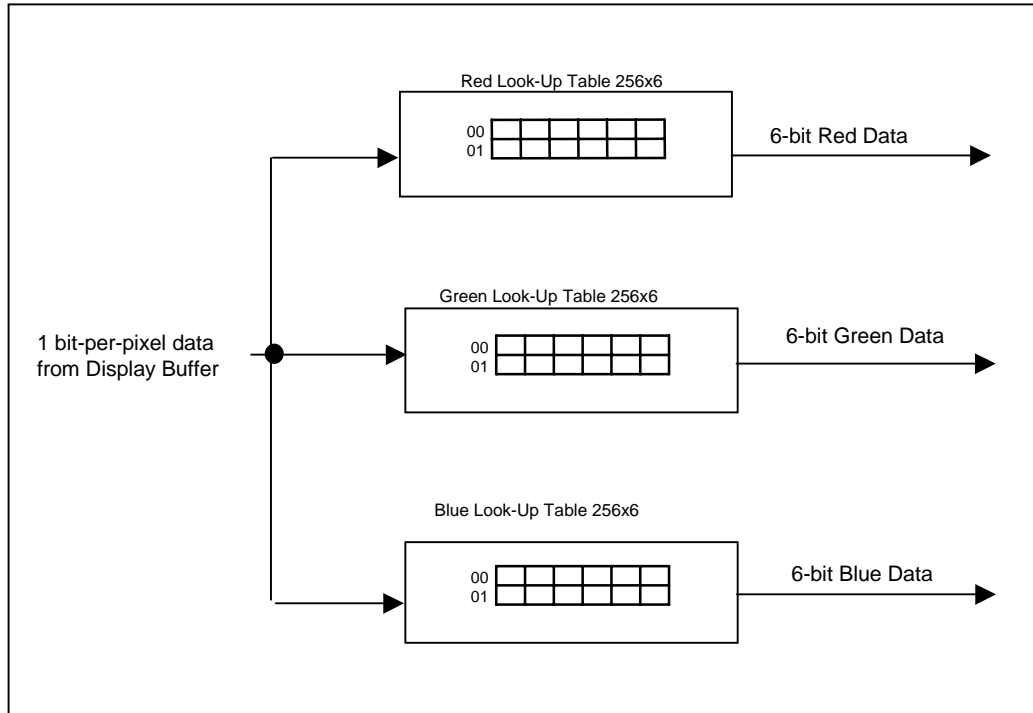 Red Look-Up Table 256x6
00
01
6-bit Red Data
Green Look-Up Table 256x6
00
01
6-bit Green Data
1 bit-per-pixel data
from Display Buffer
Blue Look-Up Table 256x6
00
01
6-bit Blue Data